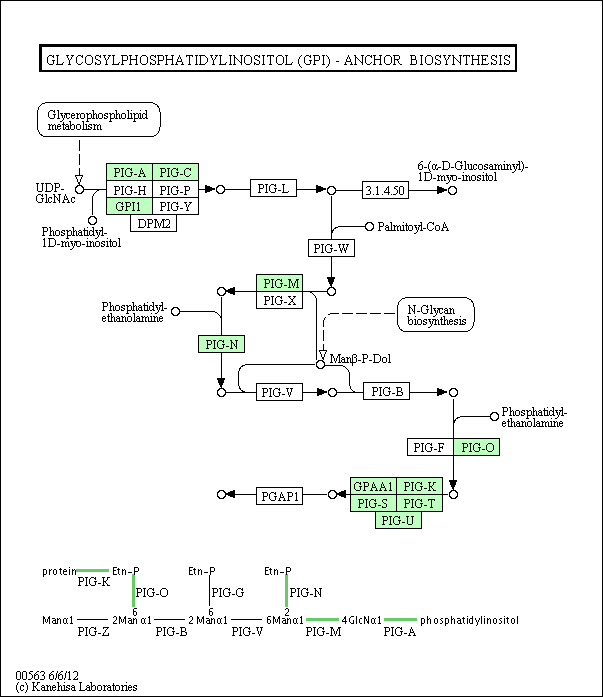 GLYCOSYLPHOSPHATIDYLINOSITOL (GPI) - ANCHOR BIOSYNTHESIS
Glycerophospholipid
metabolism
UDP-
GlcNAc
Phosphatidyl-
1D-myo-inositol
PIG-A
PIG-C
PIG-H
PIG-P
GPI1
PIG-Y
DPM2
PIG-L
3.1.4.50
6-(α-D-Glucosaminyl)-
1D-myo-inositol
Palmitoyl-CoA
PIG-W
PIG-M
PIG-X
Phosphatidyl-
ethanolamine
PIG-N
N-Glycan
biosynthesis
Manβ-P-Dol
PIG-V
PIG-B
Phosphatidyl-
ethanolamine
PIG-F
PIG-O
GPAA1
PIG-K
PIG-S
PIG-T
PIG-U
PGAP1
protein
PIG-K
Etn-P
PIG-O
6
Etn-P
PIG-G
6
Etn-P
PIG-N
2
Manα1
PIG-Z
2Manα1
PIG-B
2Manα1
PIG-V
6Manα1
PIG-M
4GlcNα1
PIG-A
phosphatidylinositol
00563 6/6/12
(c) Kanehisa Laboratories